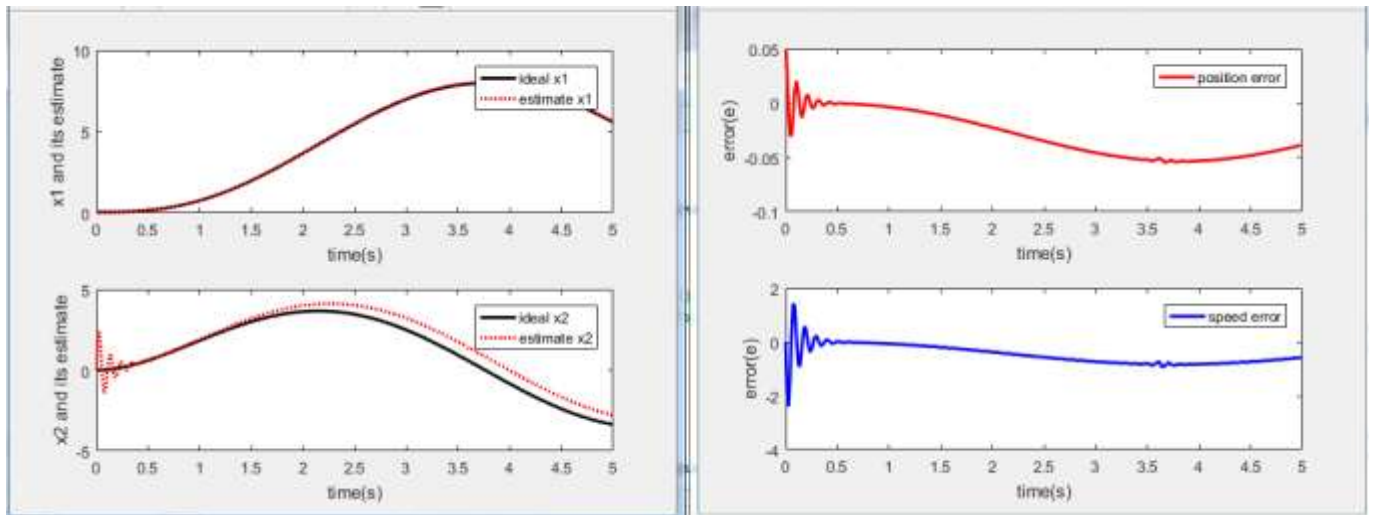 10
5
0
x1 and its estimate
ideal x1
estimate x1
0 0.5 1 1.5 2 2.5 3 3.5 4 4.5 5
time(s)
5
0
-5
x2 and its estimate
ideal x2
estimate x2
0 0.5 1 1.5 2 2.5 3 3.5 4 4.5 5
time(s)
0.05
0
-0.05
-0.1
error(e)
position error
0 0.5 1 1.5 2 2.5 3 3.5 4 4.5 5
time(s)
2
0
-2
-4
error(e)
speed error
0 0.5 1 1.5 2 2.5 3 3.5 4 4.5 5
time(s)